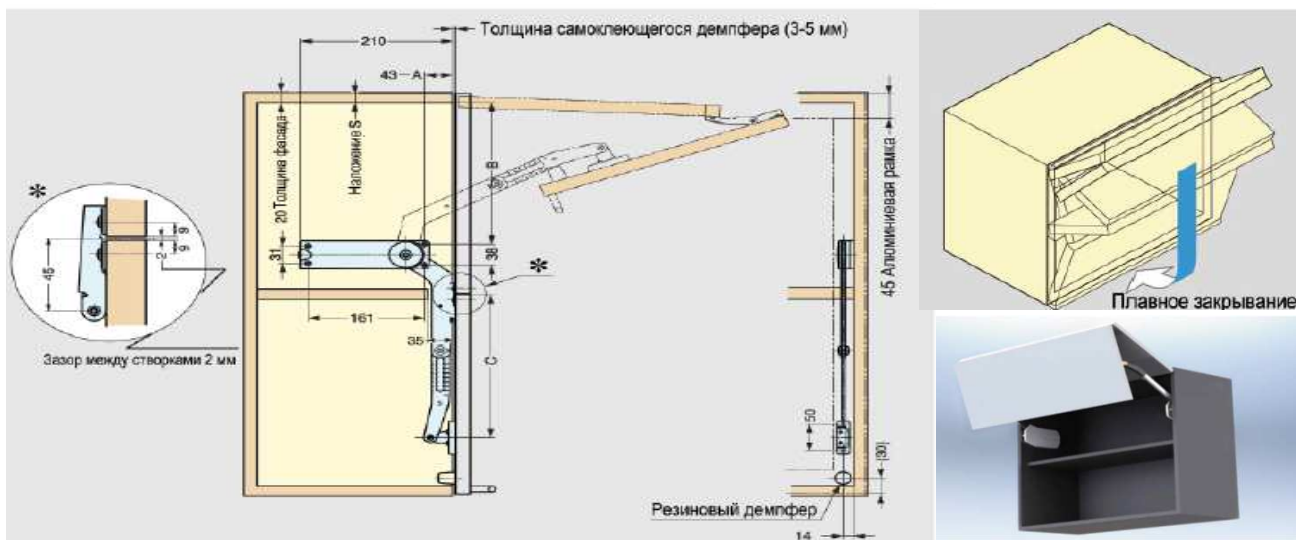 Толщина самоклеющегося демпфера (3-5 мм)
210
43
A
20 Толщина фасада
Наложение S
B
*
9
2
9
45
31
38
*
161
35
C
Зазор между створками 2 мм
45 Алюминиевая рамка
50
(30)
Резиновый демпфер
14
Плавное закрывание